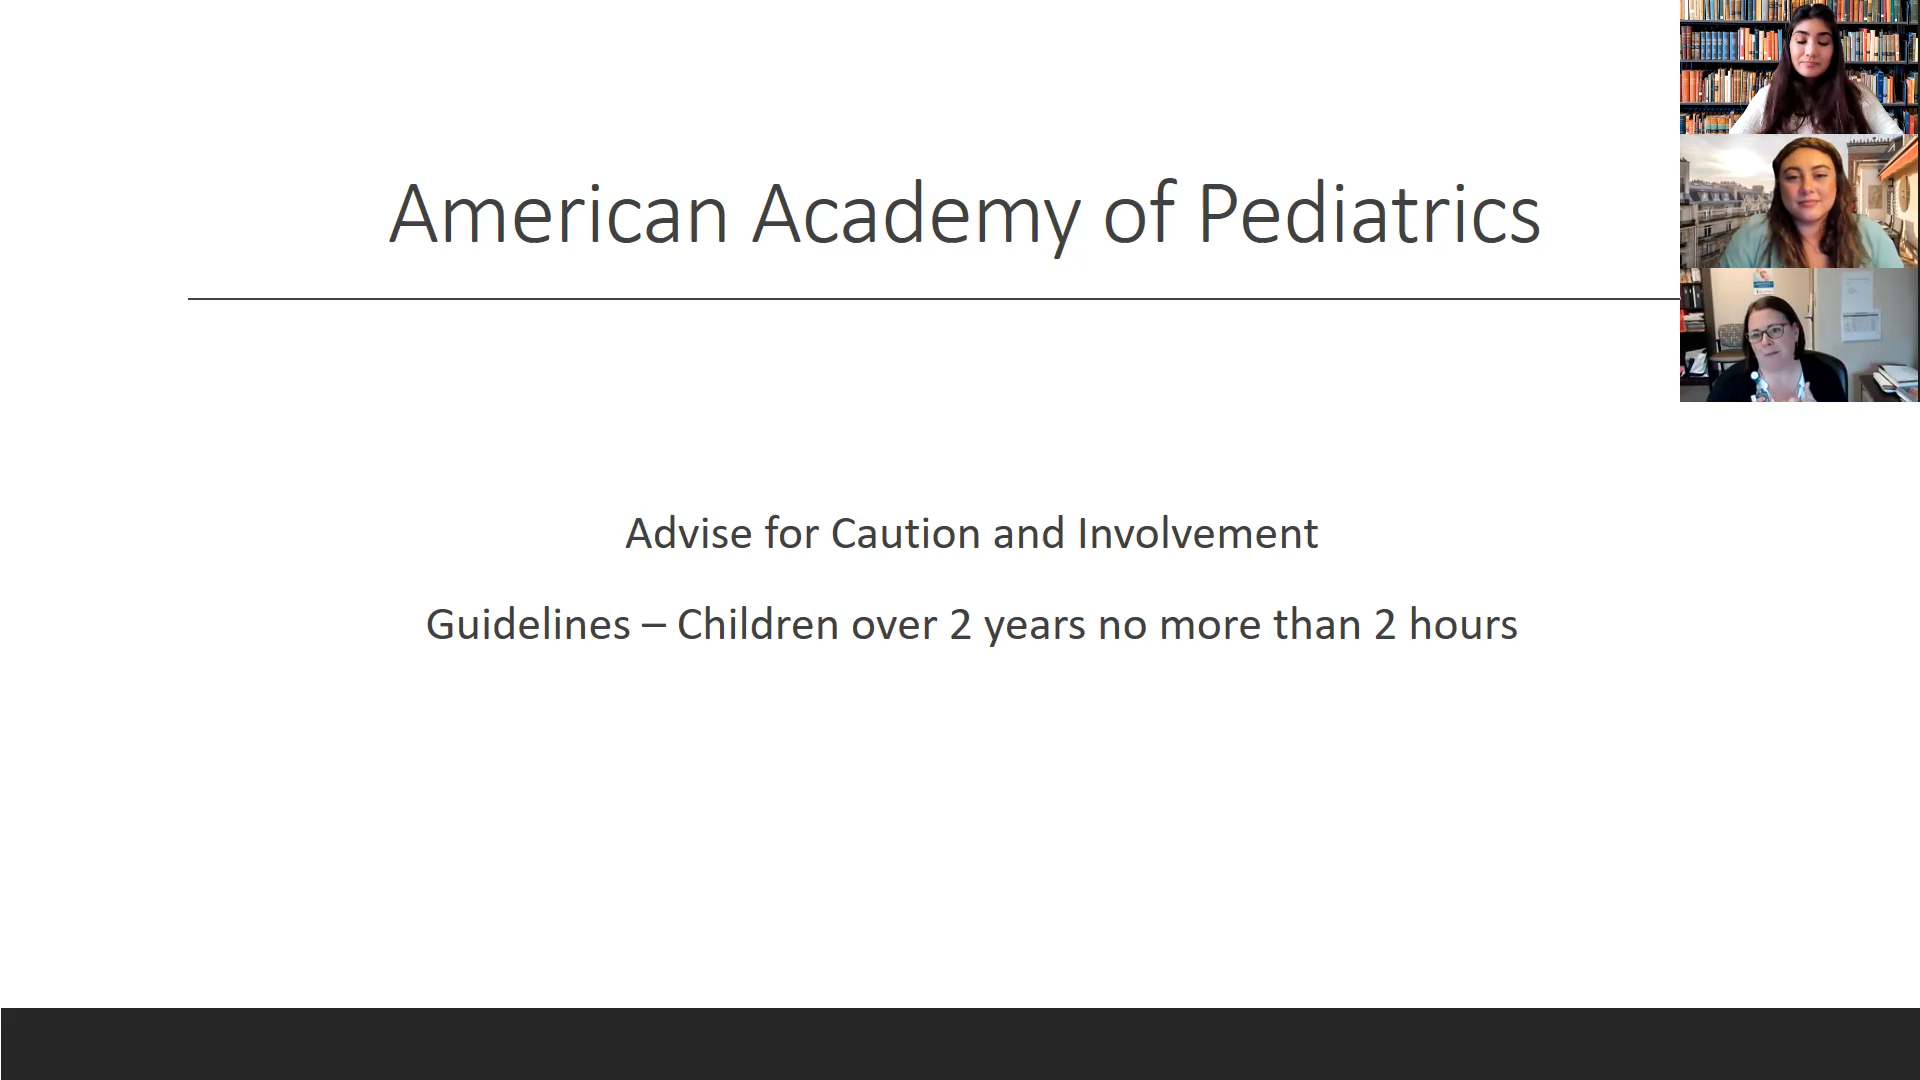 American Academy of Pediatrics
Advise for Caution and Involvement
Guidelines – Children over 2 years no more than 2 hours